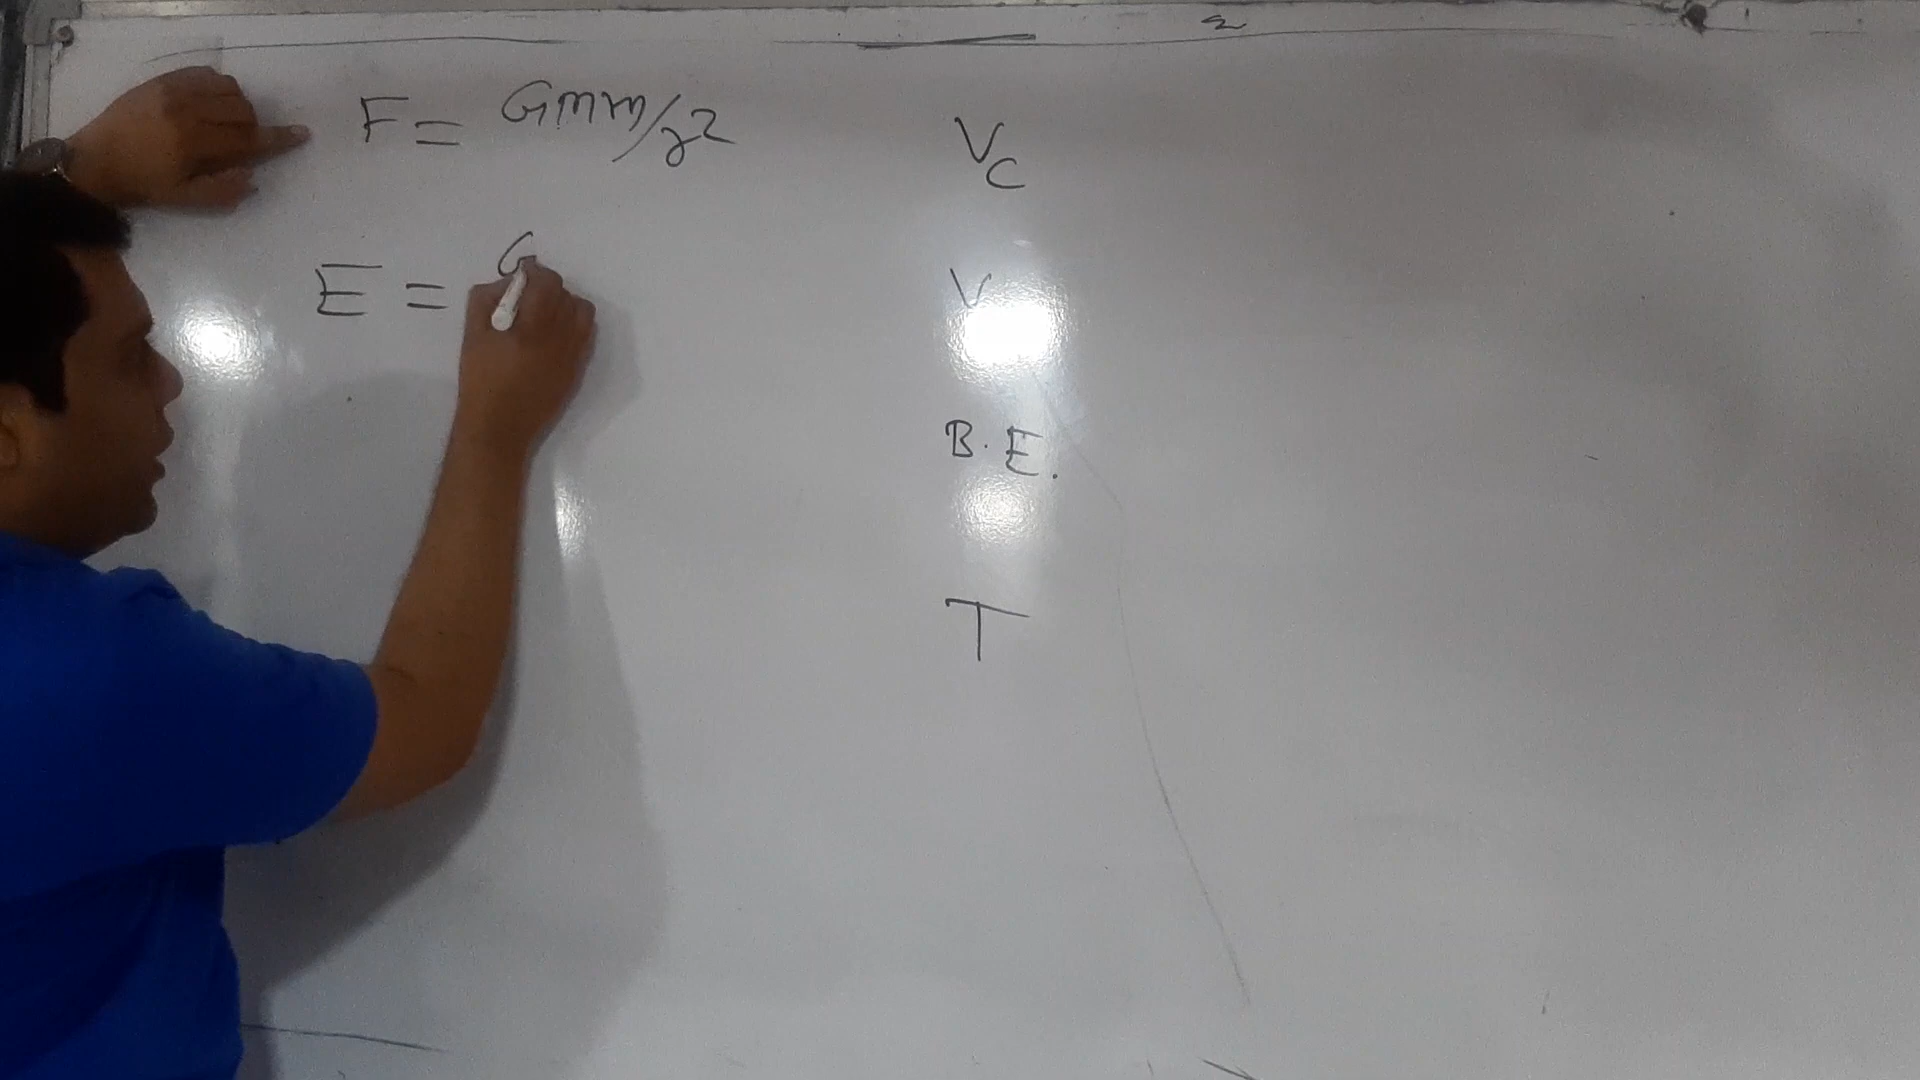 F = GMm/r2
E = G
Vc
V
B.E.
T